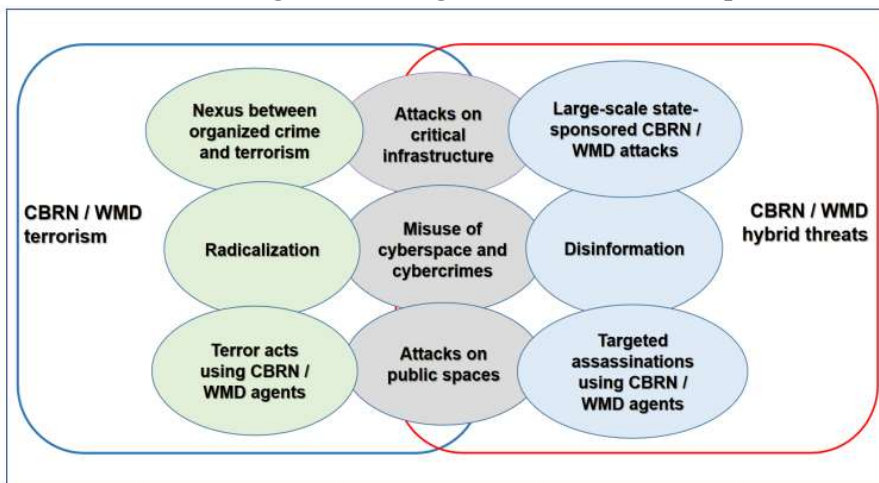 Nexus between
organized crime
and terrorism
Attacks on
critical
infrastructure
Large-scale state-
sponsored CBRN /
WMD attacks
CBRN / WMD
terrorism
Radicalization
Misuse of
cyberspace and
cybercrimes
Disinformation
CBRN / WMD
hybrid threats
Terror acts
using CBRN /
WMD agents
Attacks on
public spaces
Targeted
assassinations
using CBRN /
WMD agents